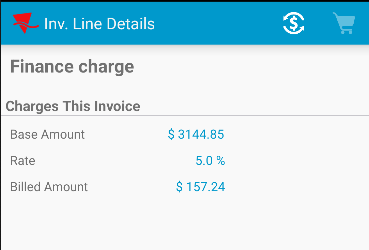 Inv. Line Details
Finance charge
Charges This Invoice
Base Amount $ 3144.85
Rate 5.0 %
Billed Amount $ 157.24